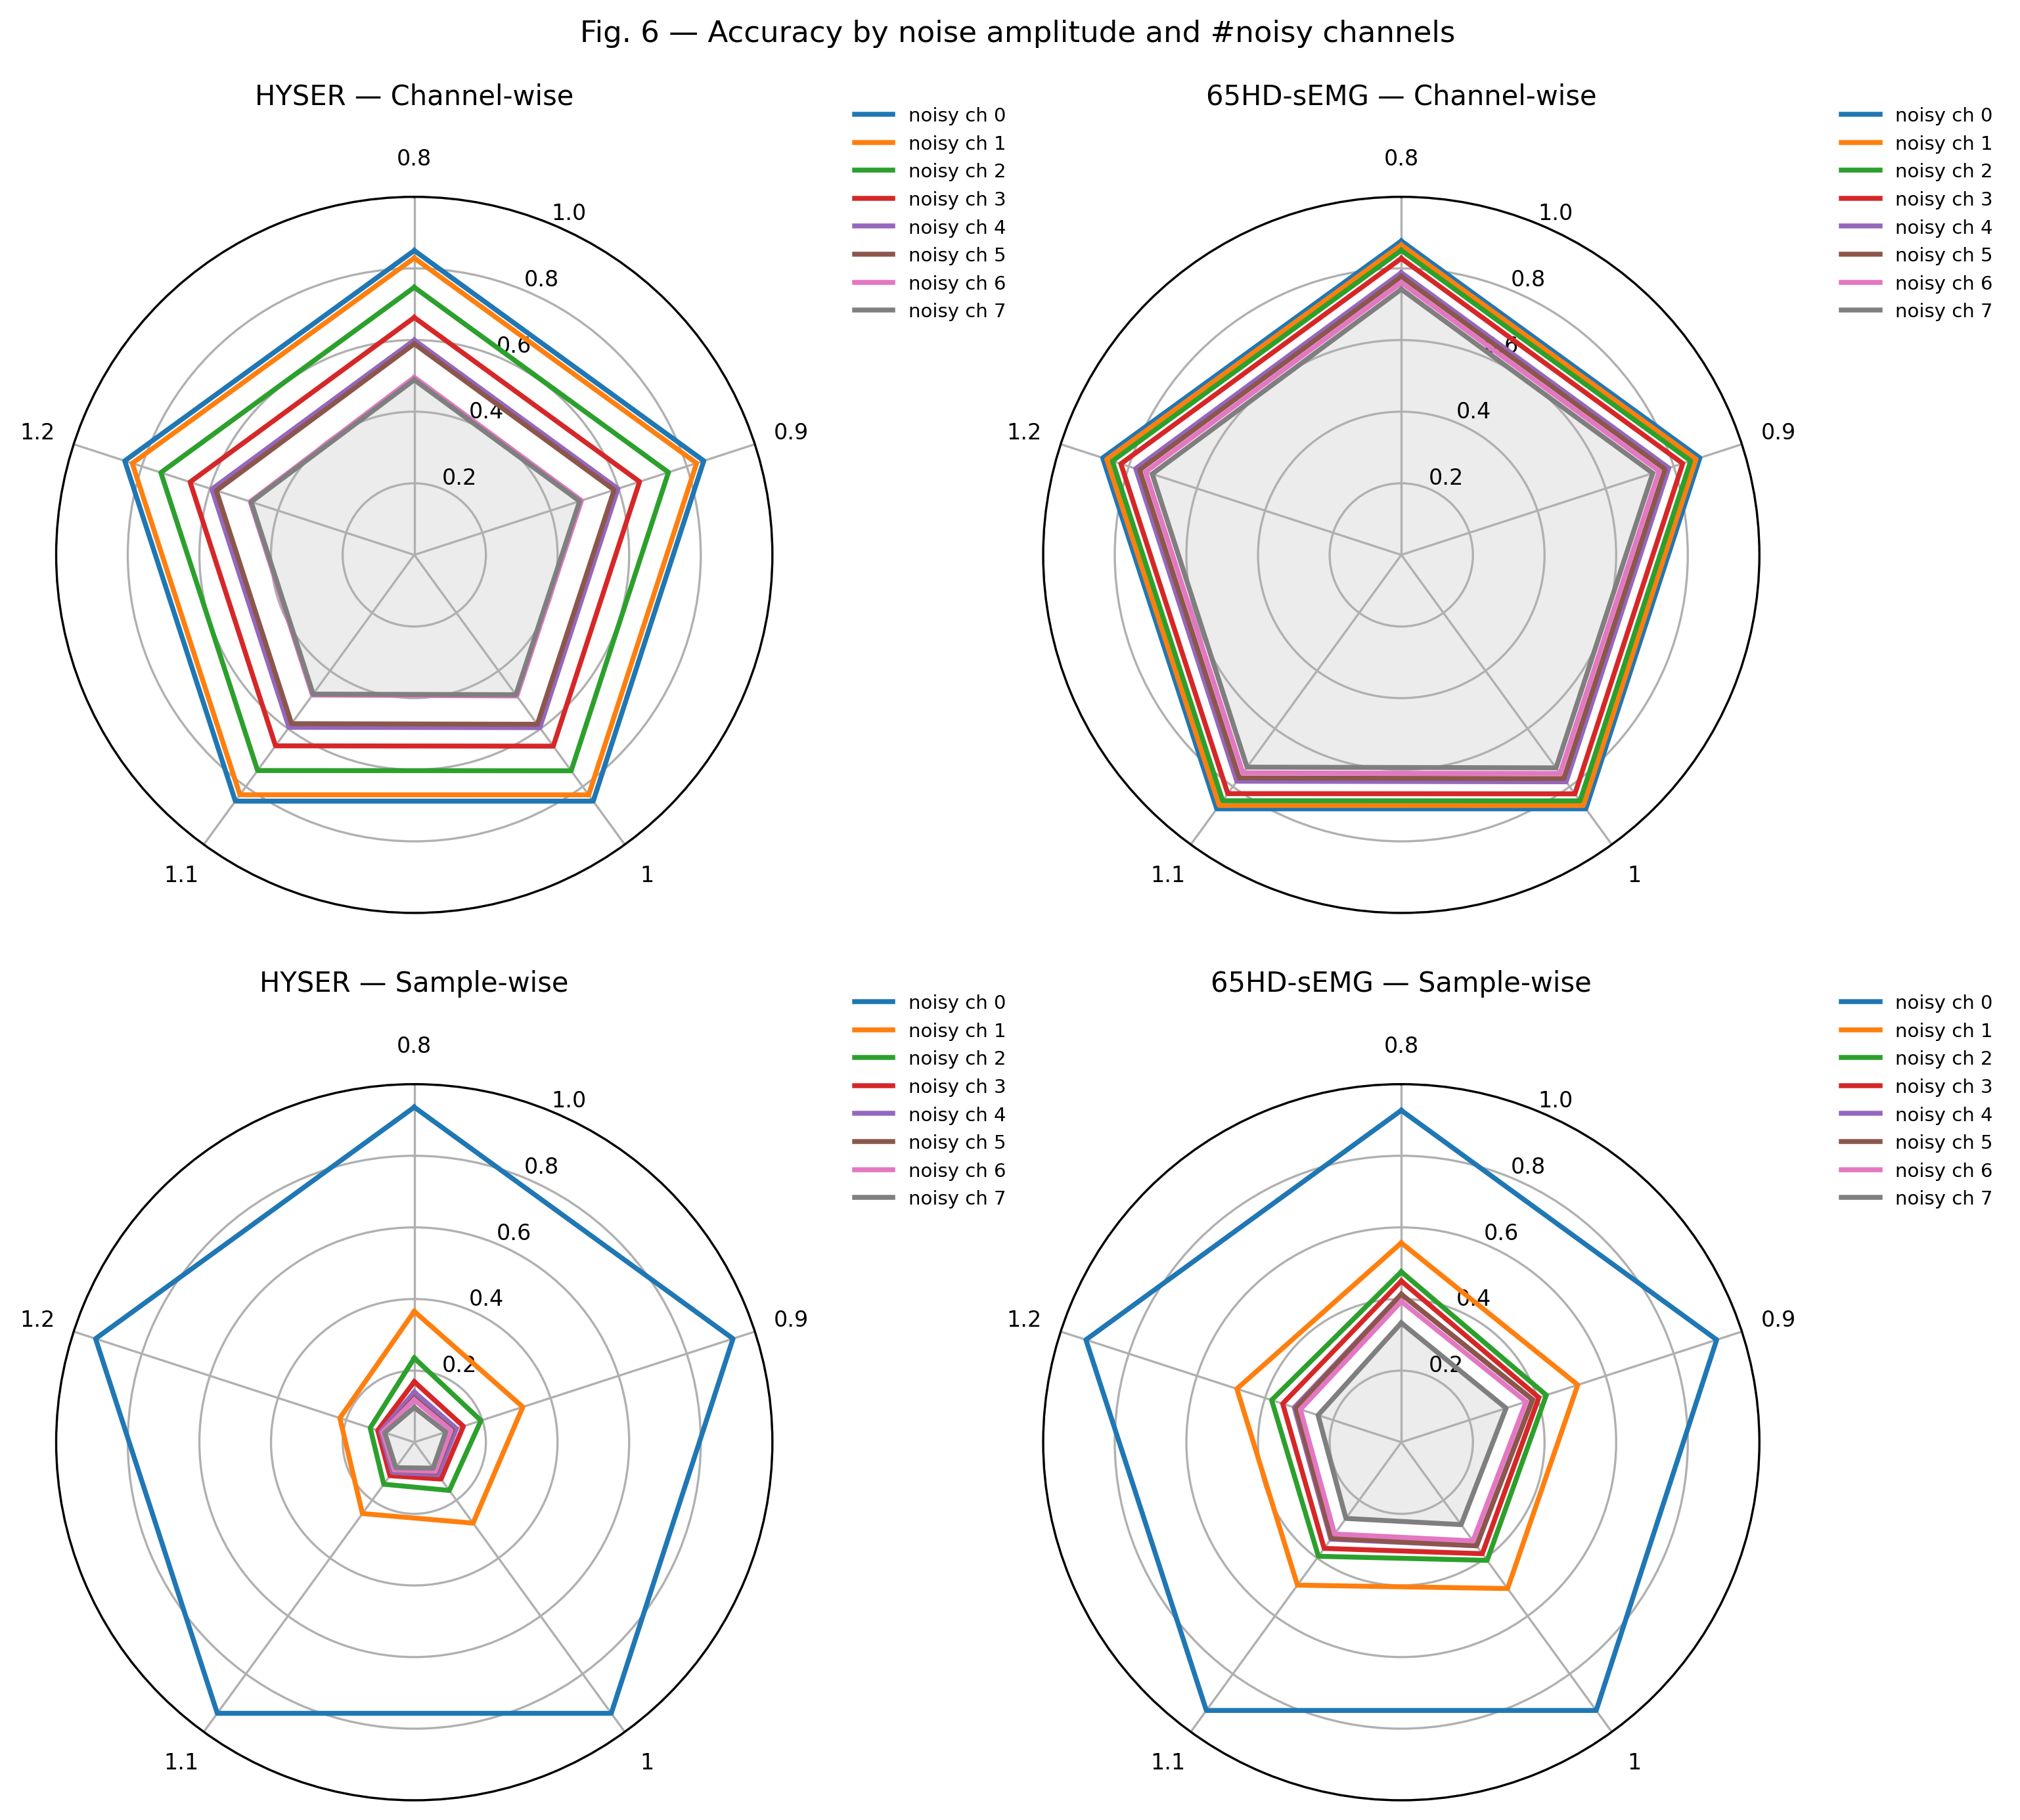 Fig. 6 — Accuracy by noise amplitude and #noisy channels
HYSER — Channel-wise
0.8
0.9
1
1.1
1.2
0.2
0.4
0.6
0.8
1.0
noisy ch 0
noisy ch 1
noisy ch 2
noisy ch 3
noisy ch 4
noisy ch 5
noisy ch 6
noisy ch 7
65HD-sEMG — Channel-wise
0.8
0.9
1
1.1
1.2
0.2
0.4
6
0.8
1.0
noisy ch 0
noisy ch 1
noisy ch 2
noisy ch 3
noisy ch 4
noisy ch 5
noisy ch 6
noisy ch 7
HYSER — Sample-wise
0.8
0.9
1
1.1
1.2
0.2
0.4
0.6
0.8
1.0
noisy ch 0
noisy ch 1
noisy ch 2
noisy ch 3
noisy ch 4
noisy ch 5
noisy ch 6
noisy ch 7
65HD-sEMG — Sample-wise
0.8
0.9
1
1.1
1.2
0.2
0.4
0.6
0.8
1.0
noisy ch 0
noisy ch 1
noisy ch 2
noisy ch 3
noisy ch 4
noisy ch 5
noisy ch 6
noisy ch 7